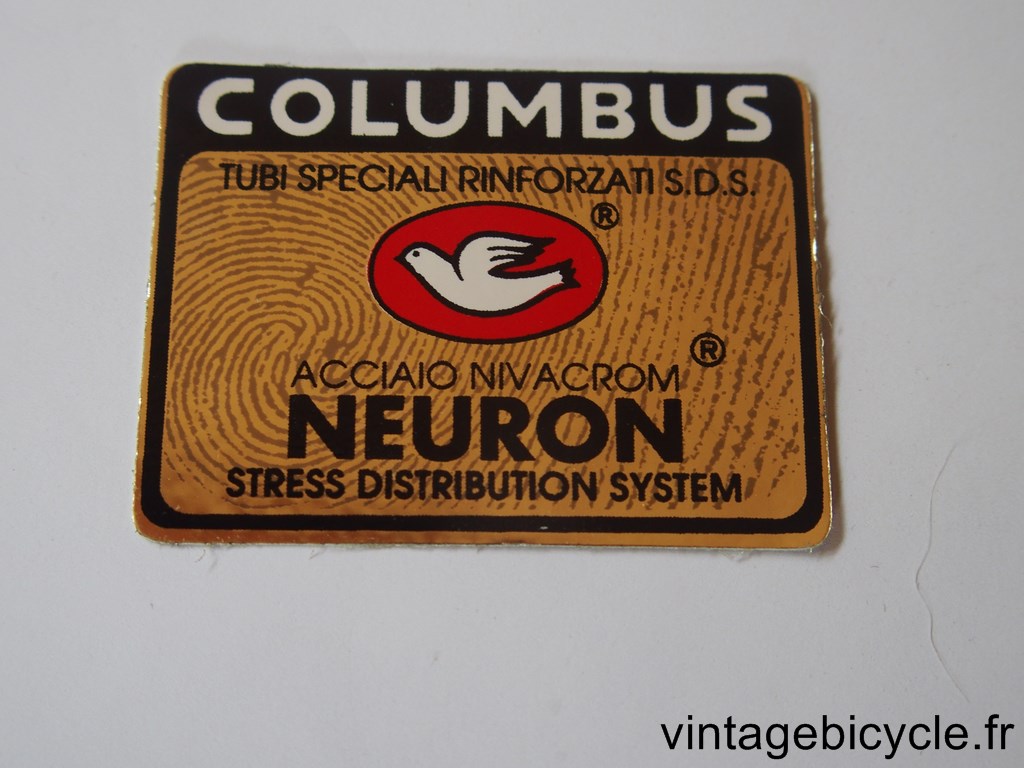 COLUMBUS
TUBI SPECIALI RINFORZATI S.D.S.
®
®
ACCIAIO NIVACROM
NEURON
STRESS DISTRIBUTION SYSTEM
vintagebicycle.fr